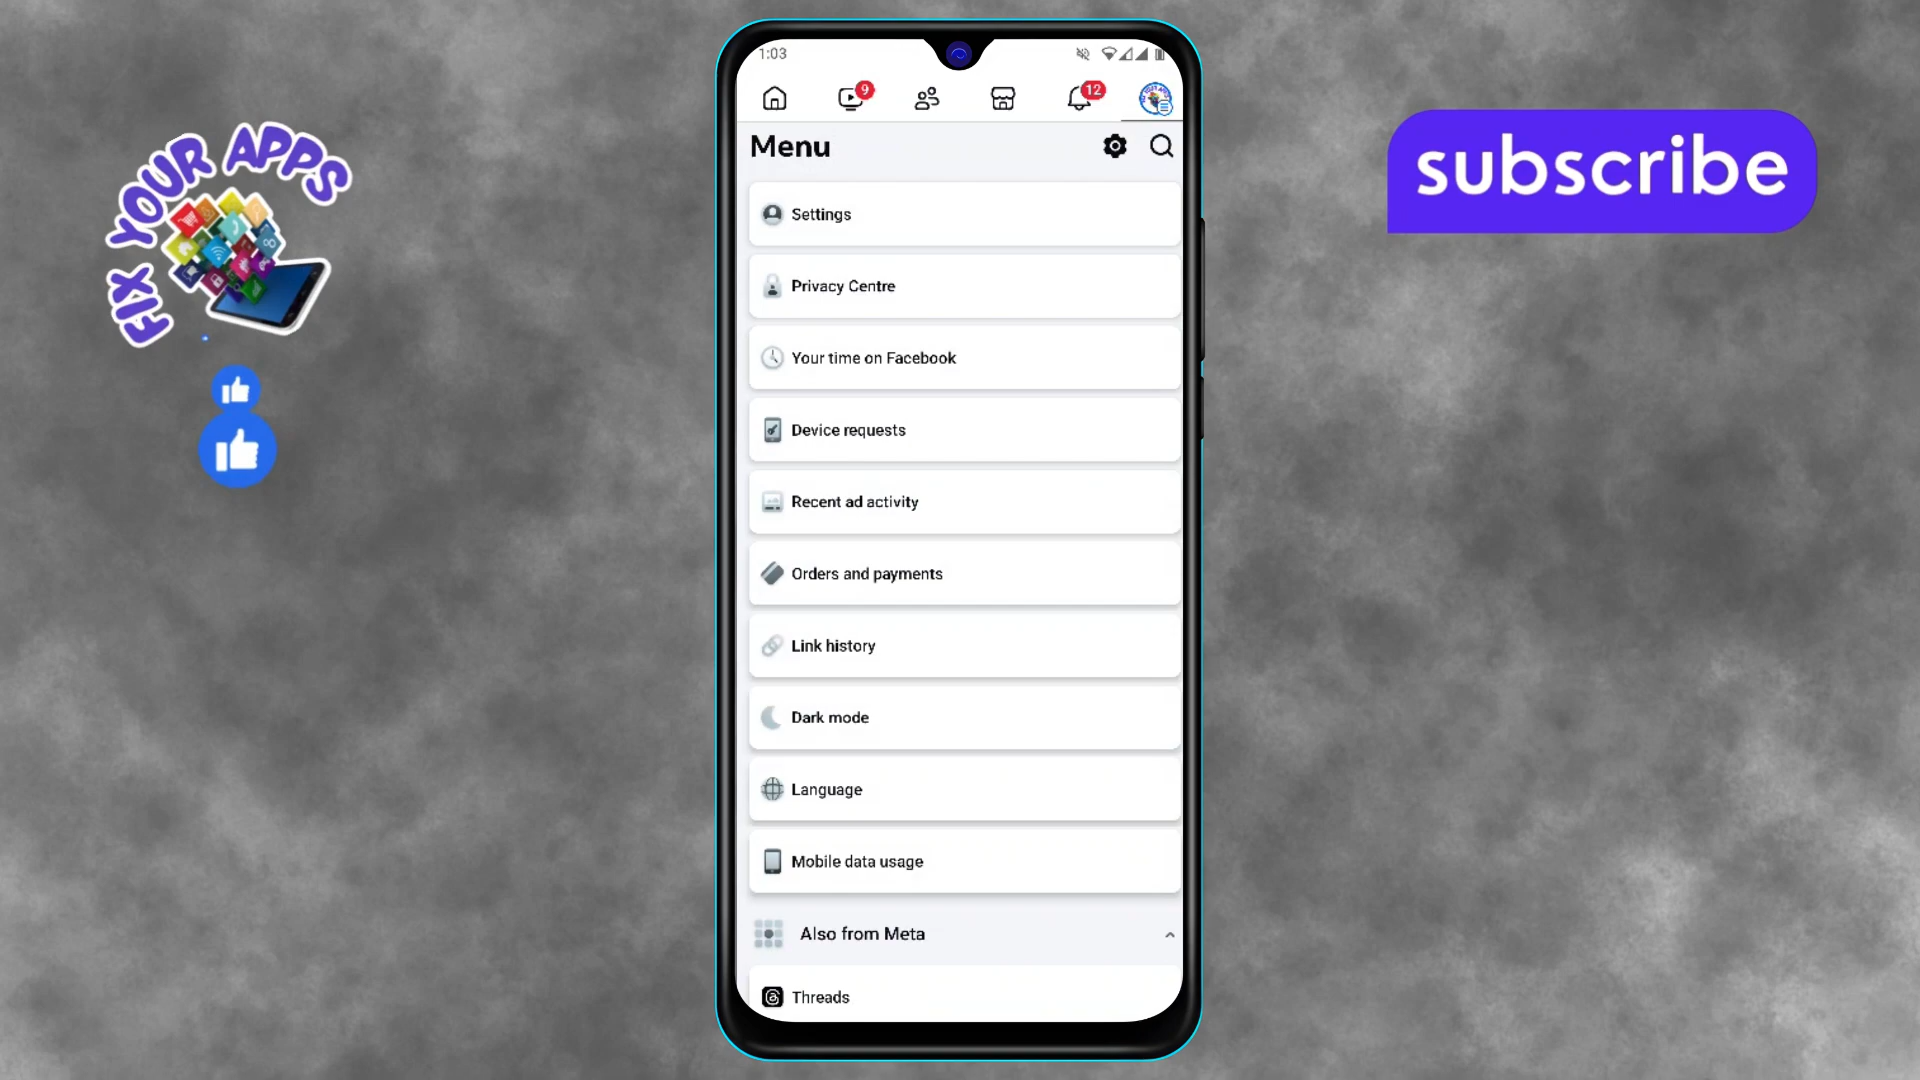 FIX YOUR APPS
subscribe
1:03
9
12
Menu
Settings
Privacy Centre
Your time on Facebook
Device requests
Recent ad activity
Orders and payments
Link history
Dark mode
Language
Mobile data usage
Also from Meta
Threads